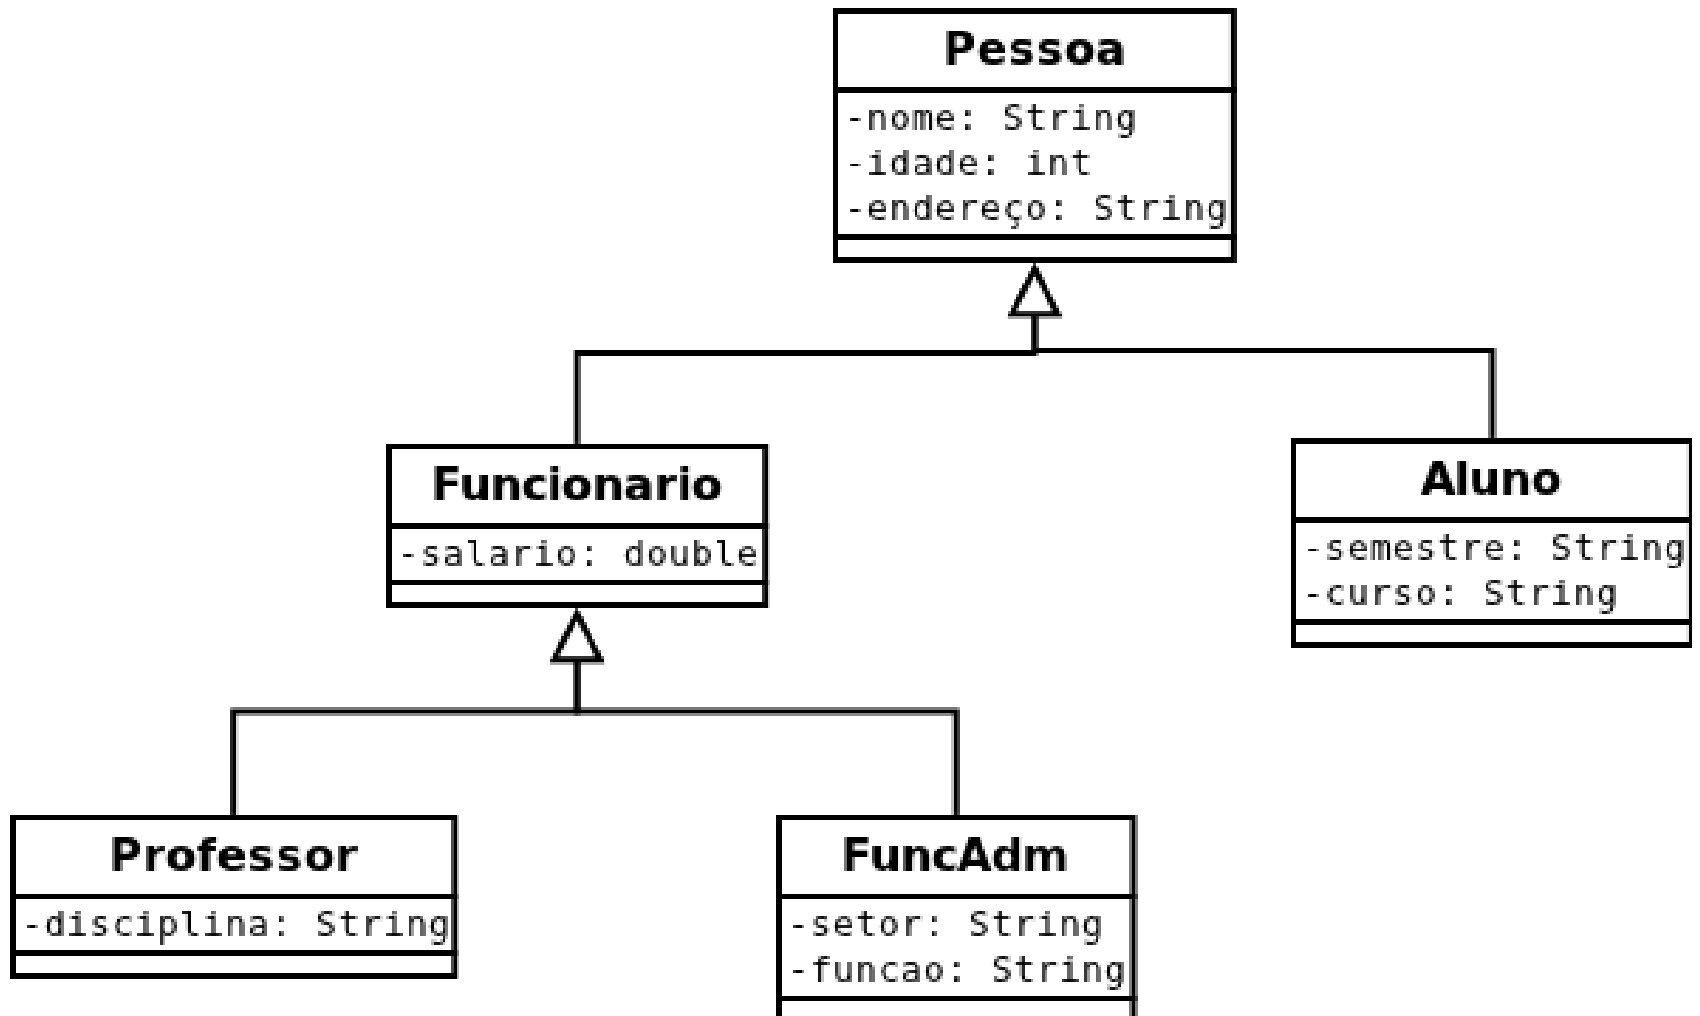 Pessoa
-nome: String
-idade: int
-endereço: String
Funcionario
-salario: double
Aluno
-semestre: String
-curso: String
Professor
-disciplina: String
FuncAdm
-setor: String
-funcao: String